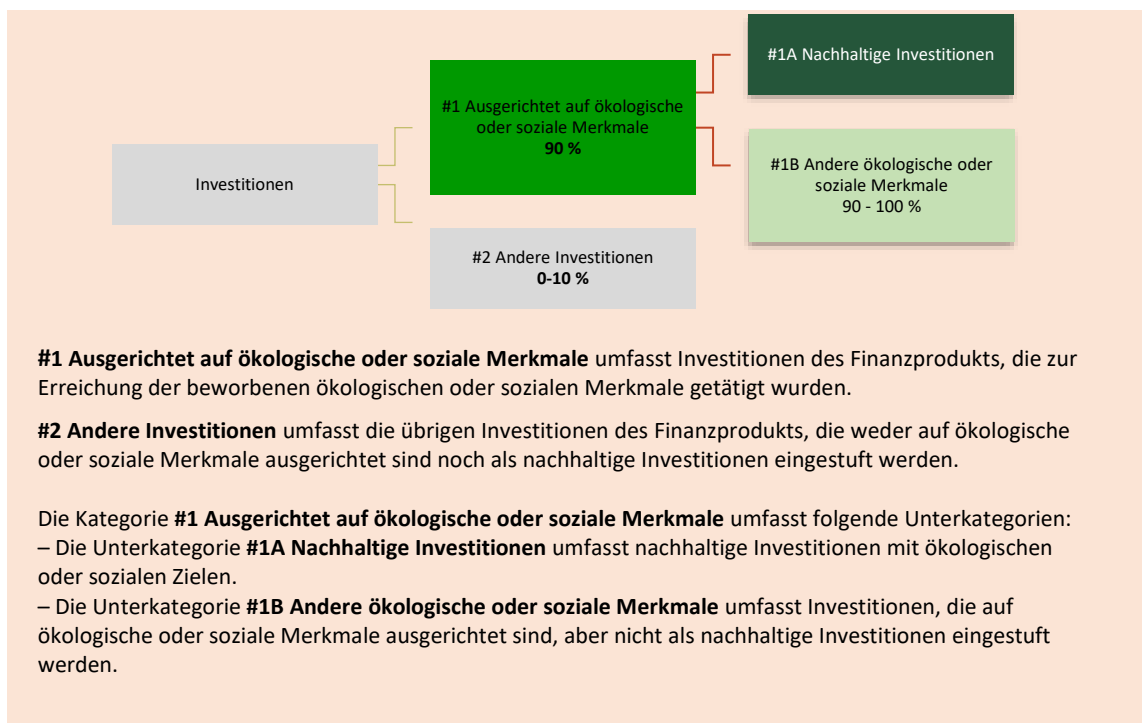 #1A Nachhaltige Investitionen
#1 Ausgerichtet auf ökologische
oder soziale Merkmale
90 %
Investitionen
#1B Andere ökologische oder
soziale Merkmale
90 - 100 %
#2 Andere Investitionen
0-10 %
#1 Ausgerichtet auf ökologische oder soziale Merkmale umfasst Investitionen des Finanzprodukts, die zur
Erreichung der beworbenen ökologischen oder sozialen Merkmale getätigt wurden.
#2 Andere Investitionen umfasst die übrigen Investitionen des Finanzprodukts, die weder auf ökologische
oder soziale Merkmale ausgerichtet sind noch als nachhaltige Investitionen eingestuft werden.
Die Kategorie #1 Ausgerichtet auf ökologische oder soziale Merkmale umfasst folgende Unterkategorien:
– Die Unterkategorie #1A Nachhaltige Investitionen umfasst nachhaltige Investitionen mit ökologischen
oder sozialen Zielen.
– Die Unterkategorie #1B Andere ökologische oder soziale Merkmale umfasst Investitionen, die auf
ökologische oder soziale Merkmale ausgerichtet sind, aber nicht als nachhaltige Investitionen eingestuft
werden.